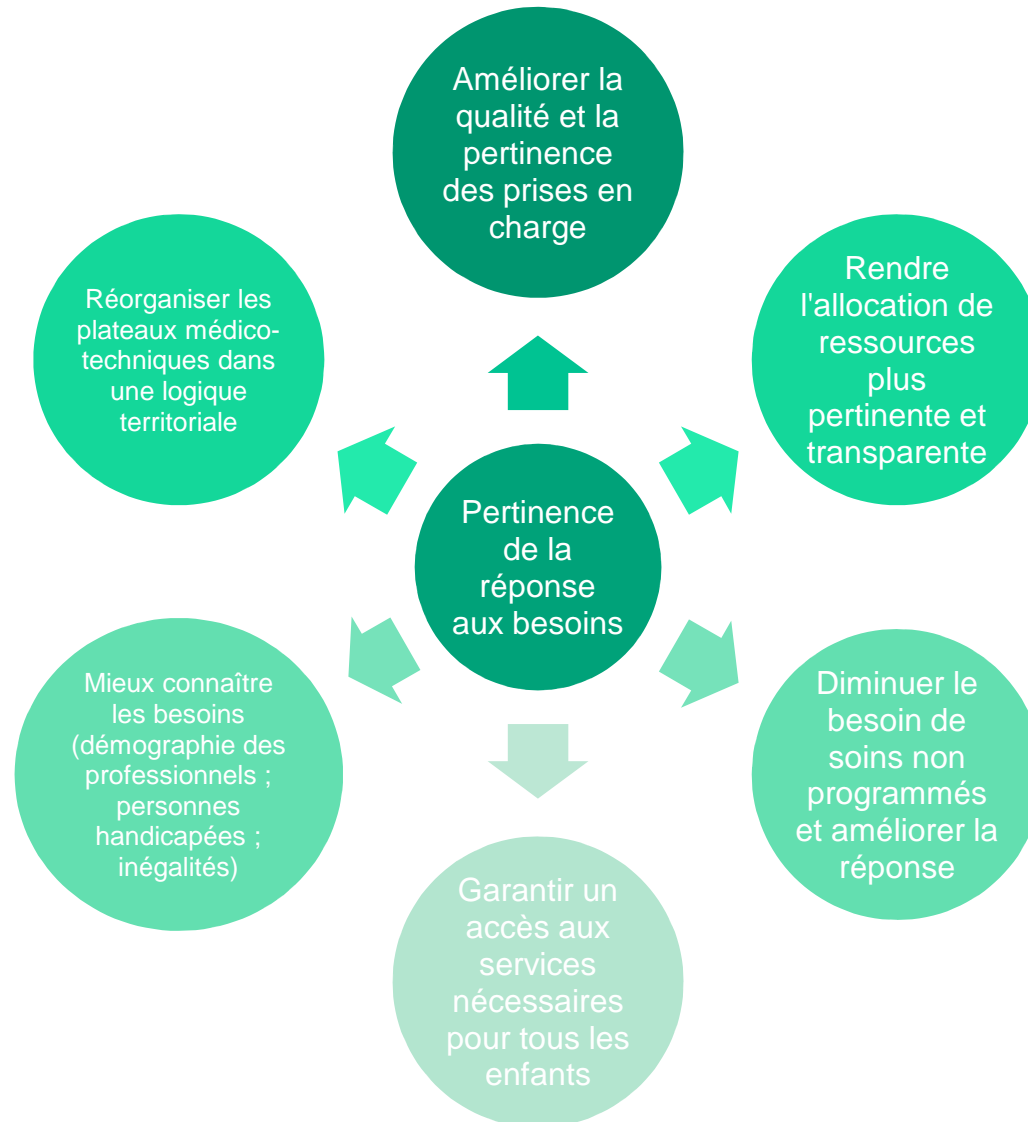 Améliorer la
qualité et la
pertinence
des prises en
charge
Rendre
l'allocation de
ressources
plus
pertinente et
transparente
Diminuer le
besoin de
soins non
programmés
et améliorer la
réponse
Garantir un
accès aux
services
nécessaires
pour tous les
enfants
Mieux connaître
les besoins
(démographie des
professionnels ;
personnes
handicapées ;
inégalités)
Réorganiser les
plateaux médico-
techniques dans
une logique
territoriale
Pertinence
de la
réponse
aux besoins